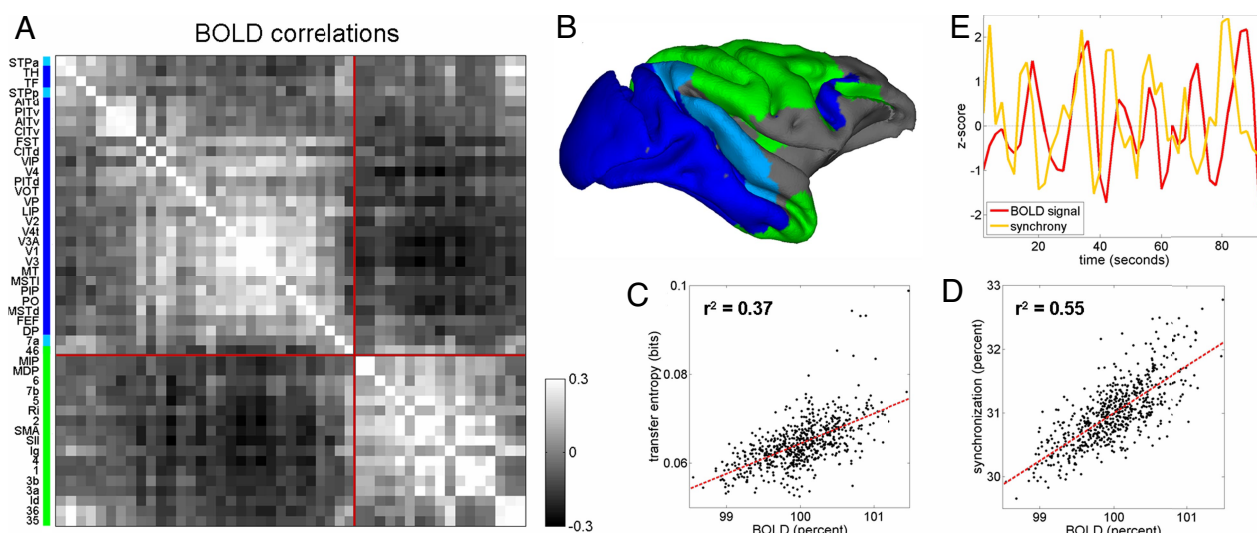 A
BOLD correlations
STPa
TH
TF
STPp
AITd
PITv
AITv
CITv
FST
CITd
VIP
V4
PITd
VOT
VP
LIP
V2
V4t
V3A
V1
V3
MT
MSTl
PIP
PO
MSTd
FEF
DP
7a
46
MIP
MDP
6
7b
5
Ri
2
SMA
SII
Ig
4
1
3b
3a
Id
36
35
0.3
0
-0.3
B
E
2
1
0
-1
-2
z-score
BOLD signal
synchrony
20
40
60
80
time (seconds)
C
0.1
0.08
0.06
transfer entropy (bits)
r² = 0.37
99
100
101
BOLD (percent)
D
33
32
31
30
synchronization (percent)
r² = 0.55
99
100
101
BOLD (percent)